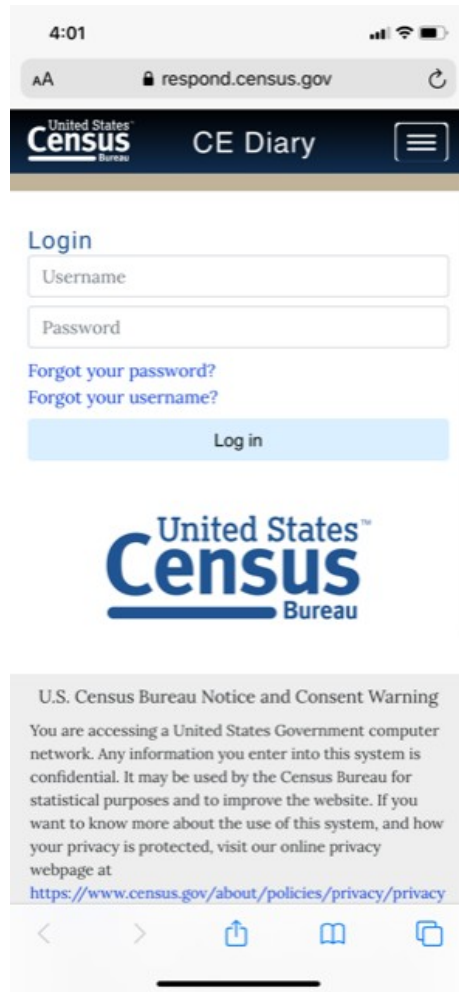 4:01
AA respond.census.gov
United States
Census
Bureau
CE Diary
Login
Username
Password
Forgot your password?
Forgot your username?
Log in
United States™
Census
Bureau
U.S. Census Bureau Notice and Consent Warning
You are accessing a United States Government computer
network. Any information you enter into this system is
confidential. It may be used by the Census Bureau for
statistical purposes and to improve the website. If you
want to know more about the use of this system, and how
your privacy is protected, visit our online privacy
webpage at
https://www.census.gov/about/policies/privacy/privacy